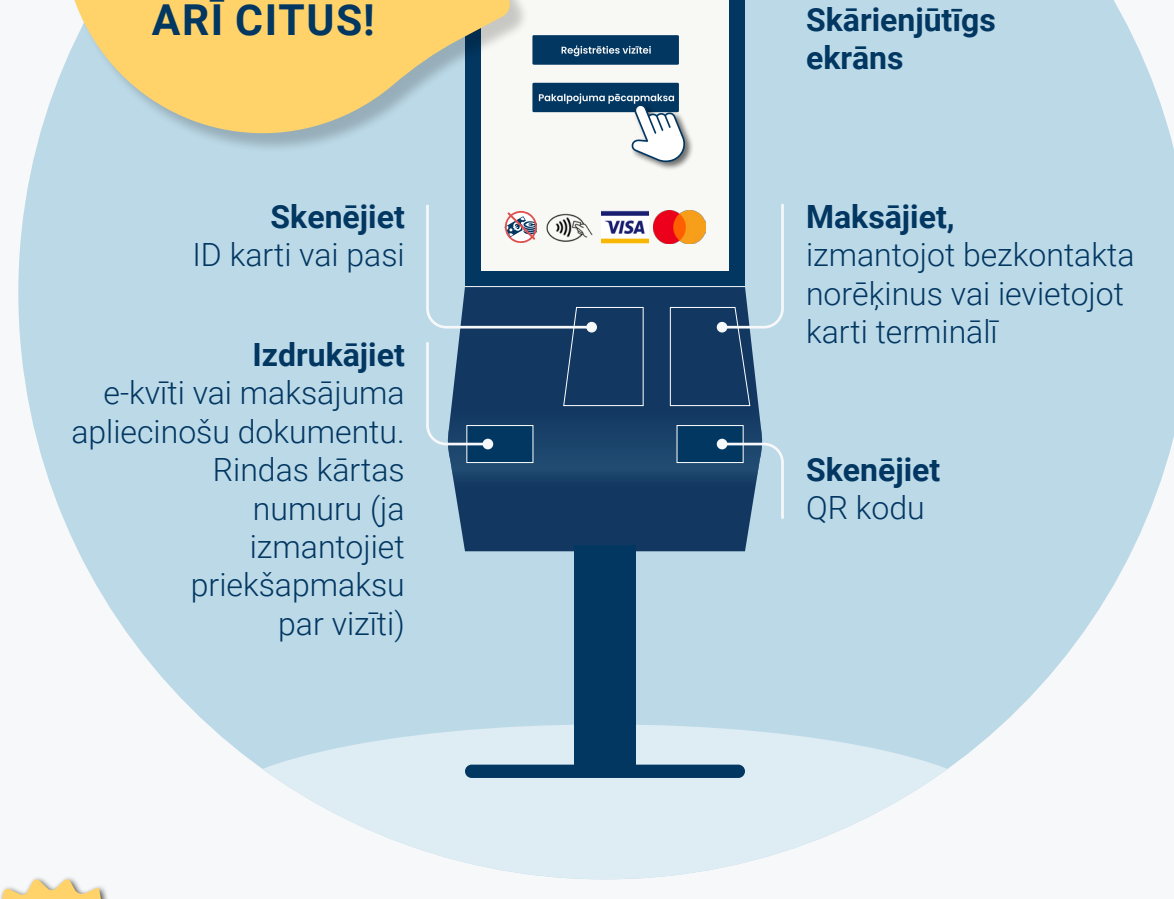 ARĪ CITUS!
Skārienjūtīgs
ekrāns
Reģistrēties vizītei
Pakalpojuma pēcapmaksa
VISA
Skenējiet
ID karti vai pasi
Maksājiet,
izmantojot bezkontakta
norēķinus vai ievietojot
karti terminālī
Izdrukājiet
e-kvīti vai maksājuma
apliecinošu dokumentu.
Rindas kārtas
numuru (ja
izmantojiet
priekšapmaksu
par vizīti)
Skenējiet
QR kodu